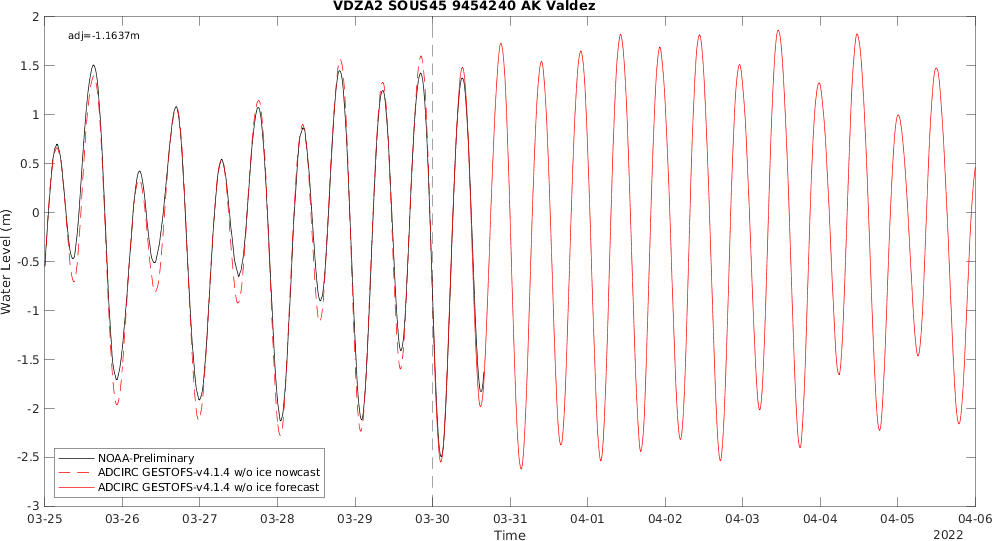 VDZA2 SOUS45 9454240 AK Valdez
adj=-1.1637m
Water Level (m)
2
1.5
1
0.5
0
-0.5
-1
-1.5
-2
-2.5
-3
NOAA-Preliminary
ADCIRC GESTOFS-v4.1.4 w/o ice nowcast
ADCIRC GESTOFS-v4.1.4 w/o ice forecast
03-25 03-26 03-27 03-28 03-29 03-30 03-31 04-01 04-02 04-03 04-04 04-05 04-06
Time
2022